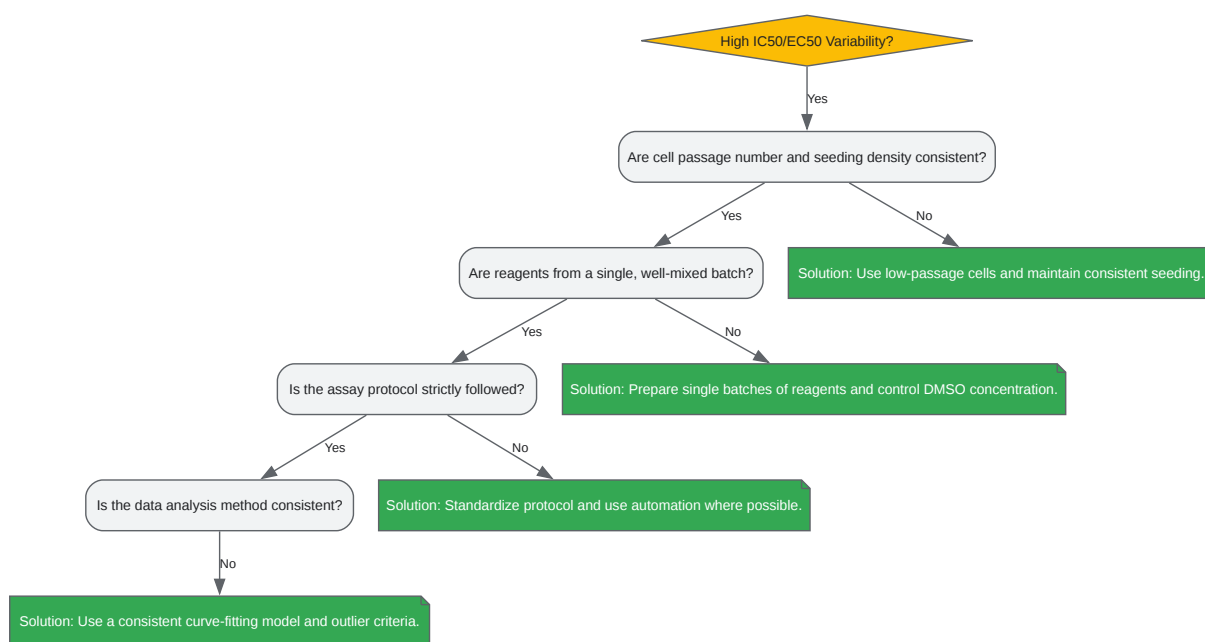 High IC50/EC50 Variability?
Yes
Are cell passage number and seeding density consistent?
Yes
No
Are reagents from a single, well-mixed batch?
Solution: Use low-passage cells and maintain consistent seeding.
Yes
No
Is the assay protocol strictly followed?
Solution: Prepare single batches of reagents and control DMSO concentration.
Yes
No
Is the data analysis method consistent?
Solution: Standardize protocol and use automation where possible.
No
Solution: Use a consistent curve-fitting model and outlier criteria.